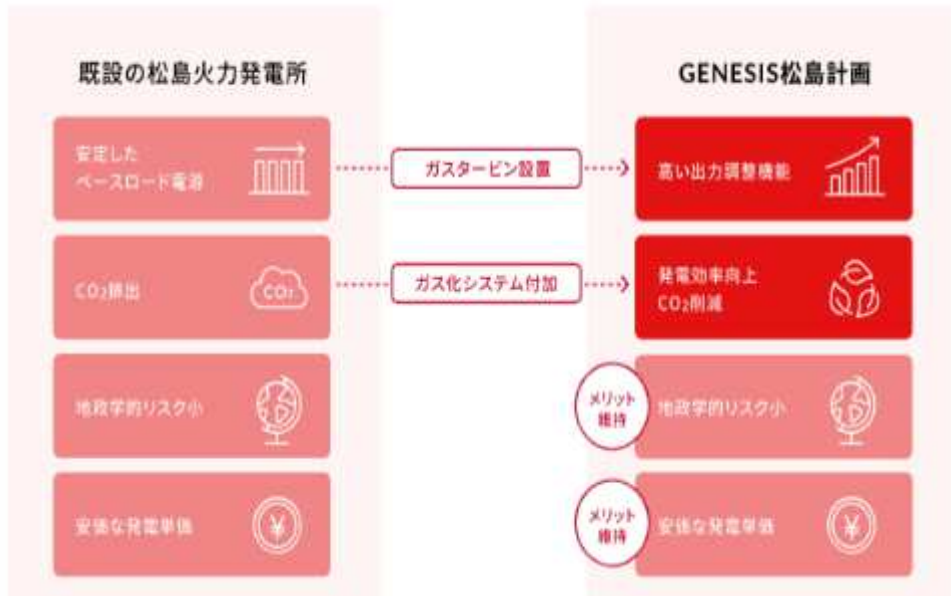 既設の松島火力発電所
GENESIS松島計画
安定した
ベースロード電源
ガスタービン設置
高い出力調整機能
CO₂排出
CO₂
ガス化システム付加
発電効率向上
CO₂削減
地政学的リスク小
メリット
維持
地政学的リスク小
安価な発電単価
¥
メリット
維持
安価な発電単価
¥